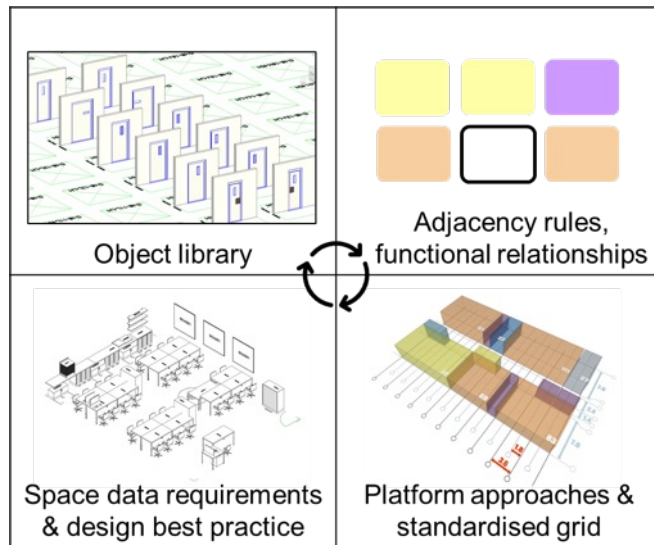 Object library
Adjacency rules,
functional relationships
Space data requirements
& design best practice
Platform approaches &
standardised grid